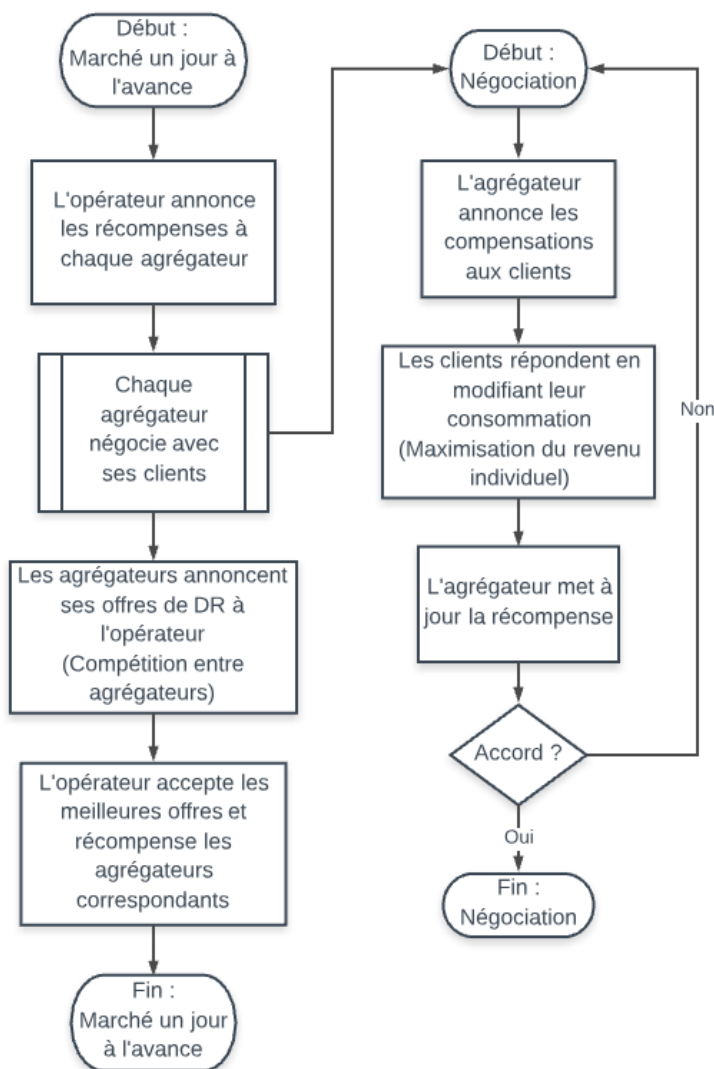 Début :
Marché un jour à
l'avance
L'opérateur annonce
les récompenses à
chaque agrégateur
Chaque
agrégateur
négocie avec
ses clients
Les agrégateurs annoncent
ses offres de DR à
l'opérateur
(Compétition entre
agrégateurs)
L'opérateur accepte les
meilleures offres et
récompense les
agrégateurs
correspondants
Fin :
Marché un jour
à l'avance
Début :
Négociation
L'agrégateur
annonce les
compensations
aux clients
Les clients répondent en
modifiant leur
consommation
(Maximisation du revenu
individuel)
L'agrégateur met à
jour la récompense
Accord ?
Non
Oui
Fin :
Négociation